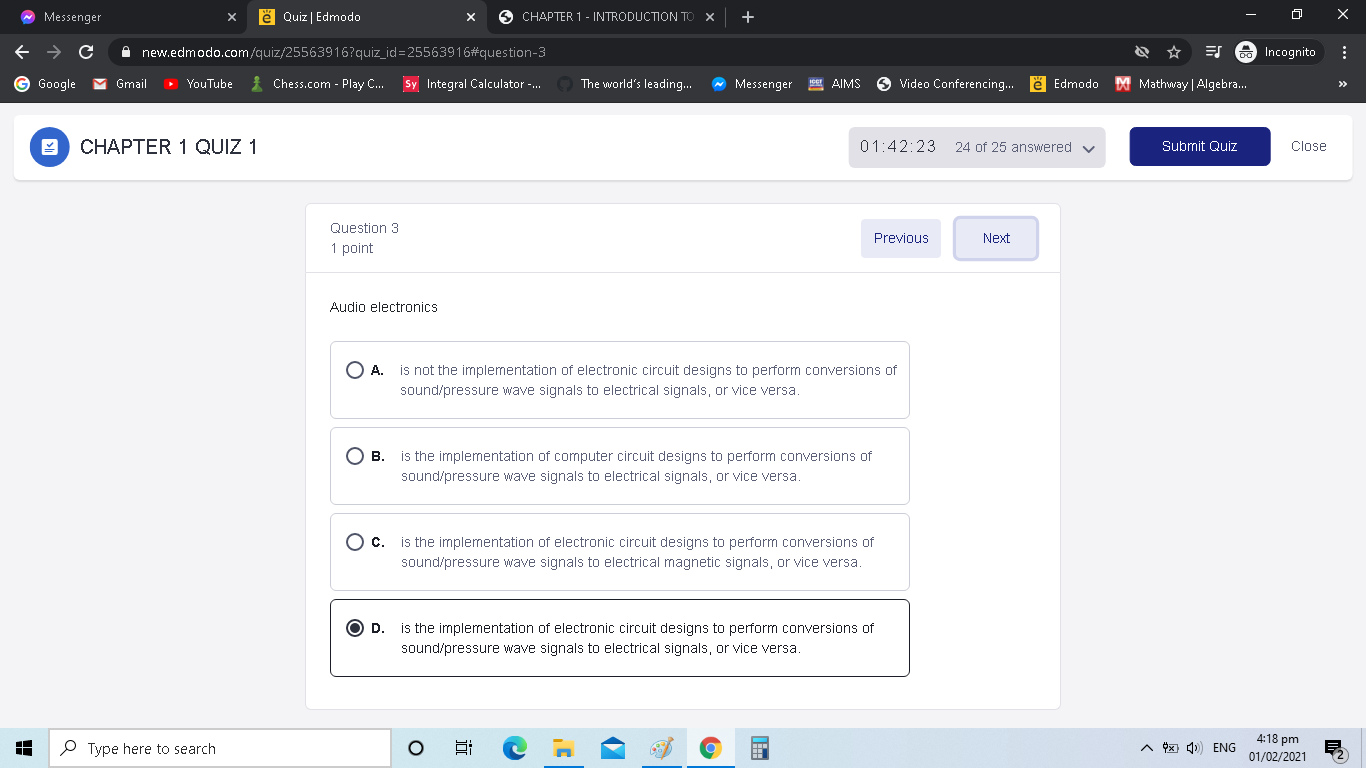 Messenger
Quiz | Edmodo
CHAPTER 1 - INTRODUCTION TO
new.edmodo.com/quiz/25563916?quiz_id=25563916#question-3
Incognito
Google
Gmail
YouTube
Chess.com - Play C...
Sy
Integral Calculator -...
The world's leading...
Messenger
AIMS
Video Conferencing...
Edmodo
Mathway | Algebra...
CHAPTER 1 QUIZ 1
01:42:23
24 of 25 answered
Submit Quiz
Close
Question 3
1 point
Previous
Next
Audio electronics
A. is not the implementation of electronic circuit designs to perform conversions of
sound/pressure wave signals to electrical signals, or vice versa.
B. is the implementation of computer circuit designs to perform conversions of
sound/pressure wave signals to electrical signals, or vice versa.
C. is the implementation of electronic circuit designs to perform conversions of
sound/pressure wave signals to electrical magnetic signals, or vice versa.
D. is the implementation of electronic circuit designs to perform conversions of
sound/pressure wave signals to electrical signals, or vice versa.
Type here to search
ENG
4:18 pm
01/02/2021
2